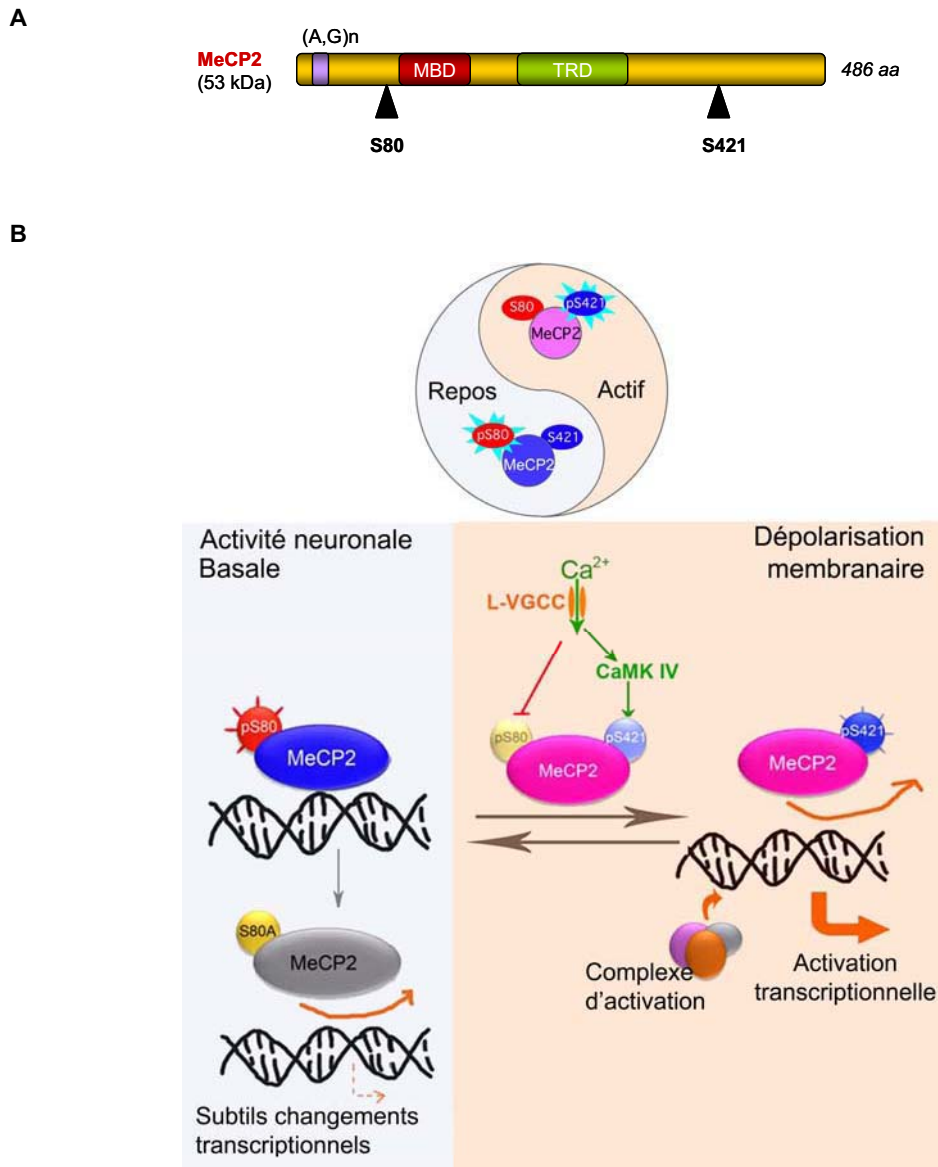 A
(A,G)n
MeCP2
(53 kDa)
MBD
TRD
486 aa
S80
S421
B
S80
pS421
MeCP2
Repos
Actif
pS80
S421
MeCP2
Activité neuronale
Basale
Dépolarisation
membranaire
Ca2+
L-VGCC
CaMK IV
pS80
MeCP2
pS80
pS421
MeCP2
pS421
MeCP2
S80A
MeCP2
Complexe
d'activation
Activation
transcriptionnelle
Subtils changements
transcriptionnels